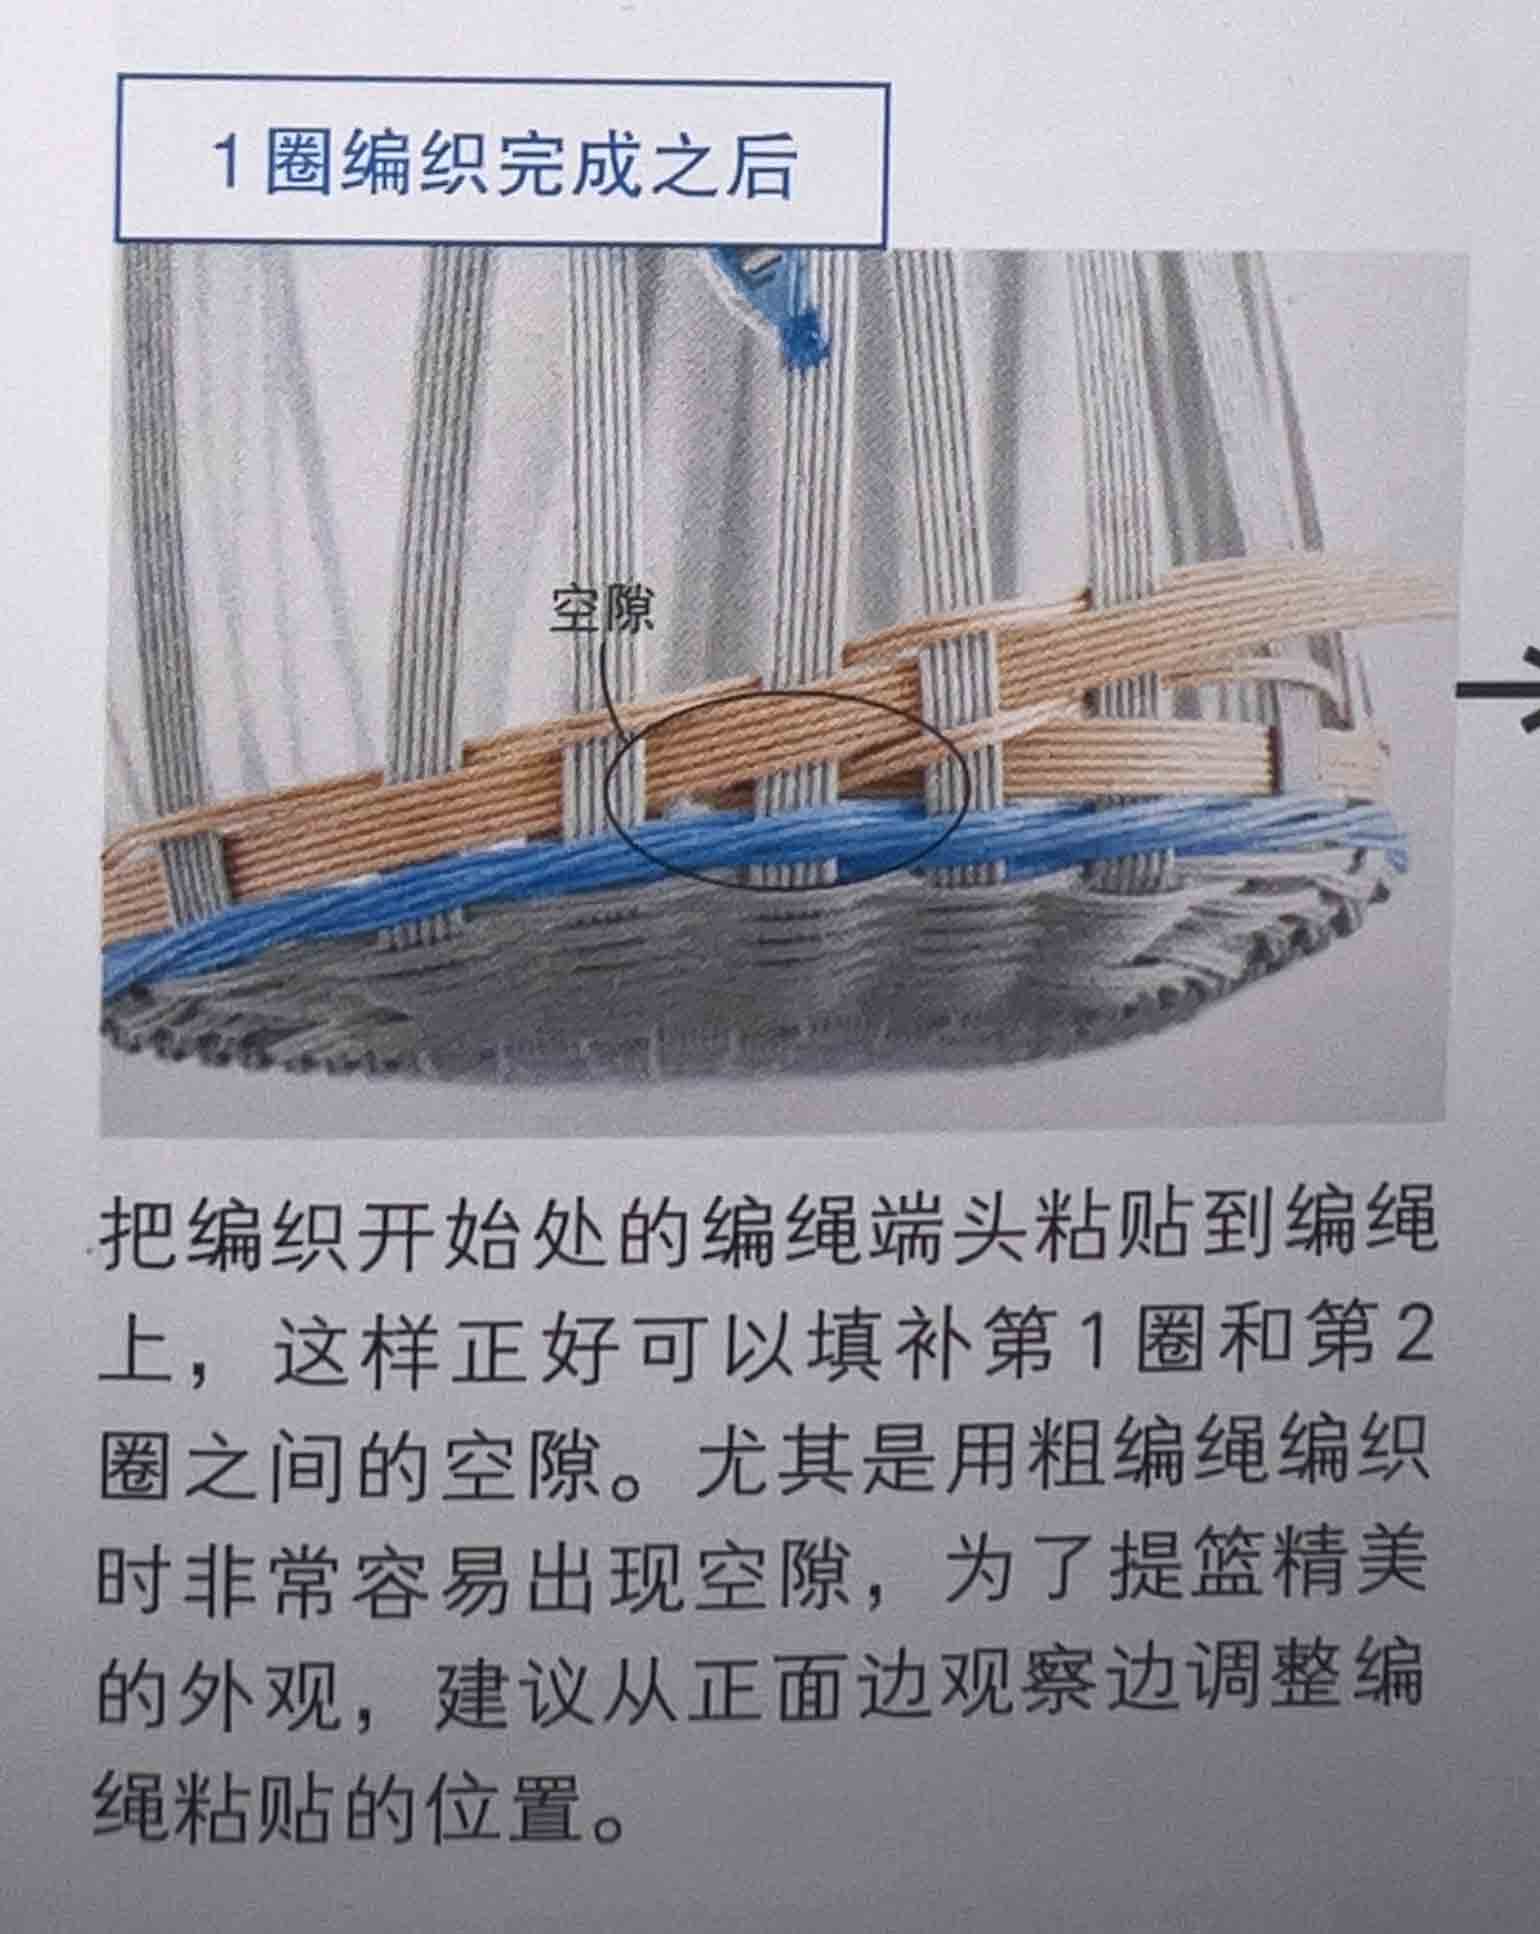 1圈编织完成之后
空隙
把编织开始处的编绳端头粘贴到编绳
上，这样正好可以填补第1圈和第2
圈之间的空隙。尤其是用粗编绳编织
时非常容易出现空隙，为了提篮精美
的外观，建议从正面边观察边调整编
绳粘贴的位置。